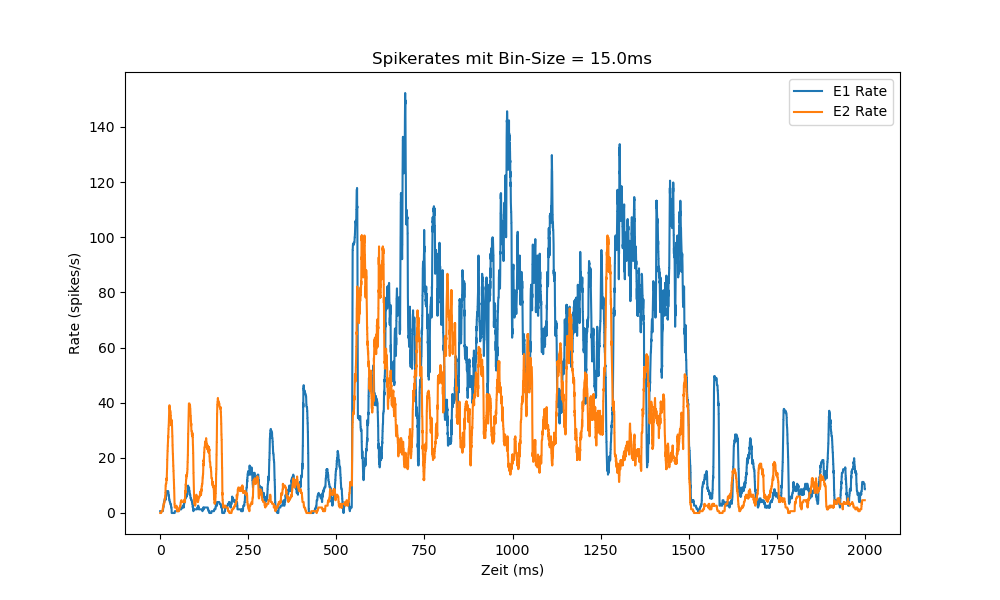 Spikerates mit Bin-Size = 15.0ms
E1 Rate
E2 Rate
Rate (spikes/s)
140
120
100
80
60
40
20
0
0 250 500 750 1000 1250 1500 1750 2000
Zeit (ms)